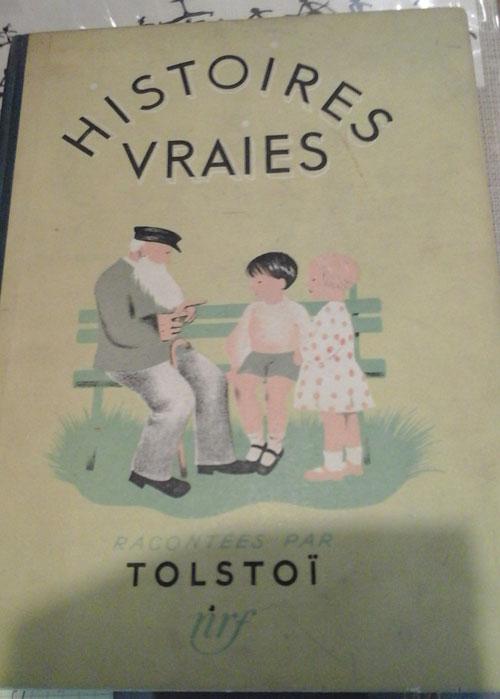 HISTOIRES
VRAIES
RACONTÉES PAR
TOLSTOÏ
nrf